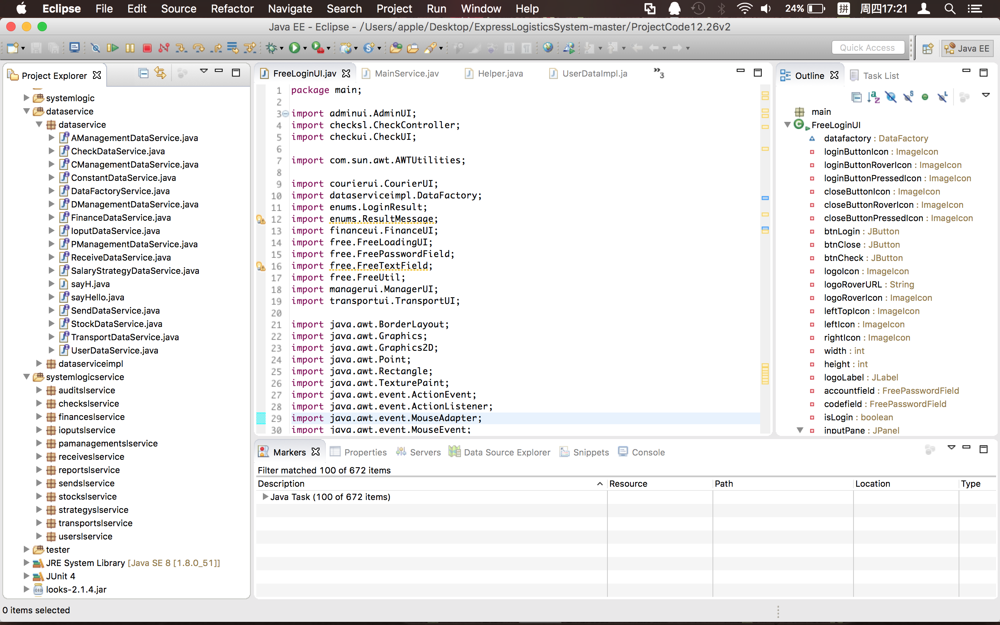 Eclipse File Edit Source Refactor Navigate Search Project Run Window Help 24% 拼 周四17:21
Java EE - Eclipse - /Users/apple/Desktop/ExpressLogisticsSystem-master/ProjectCode12.26v2
Quick Access Java EE
Project Explorer
systemlogic
dataservice
dataservice
AManagementDataService.java
CheckDataService.java
CManagementDataService.java
ConstantDataService.java
DataFactoryService.java
DManagementDataService.java
FinanceDataService.java
IoputDataService.java
PManagementDataService.java
ReceiveDataService.java
SalaryStrategyDataService.java
sayH.java
sayHello.java
SendDataService.java
StockDataService.java
TransportDataService.java
UserDataService.java
dataserviceimpl
systemlogicservice
auditslservice
checkslservice
financeslservice
ioputslservice
pamanagementslservice
receiveslservice
reportslservice
sendslservice
stockslservice
strategyslservice
transportslservice
userslservice
tester
JRE System Library [Java SE 8 [1.8.0_51]]
JUnit 4
looks-2.1.4.jar
0 items selected
FreeLoginUI.jav MainService.jav Helper.java UserDataImpl.ja »3
1 package main;
2
3 import adminui.AdminUI;
4 import checksl.CheckController;
5 import checkui.CheckUI;
6
7 import com.sun.awt.AWTUtilities;
8
9 import courierui.CourierUI;
10 import dataserviceimpl.DataFactory;
11 import enums.LoginResult;
12 import enums.ResultMessage;
13 import financeui.FinanceUI;
14 import free.FreeLoadingUI;
15 import free.FreePasswordField;
16 import free.FreeTextField;
17 import free.FreeUtil;
18 import managerui.ManagerUI;
19 import transportui.TransportUI;
20
21 import java.awt.BorderLayout;
22 import java.awt.Graphics;
23 import java.awt.Graphics2D;
24 import java.awt.Point;
25 import java.awt.Rectangle;
26 import java.awt.TexturePaint;
27 import java.awt.event.ActionEvent;
28 import java.awt.event.ActionListener;
29 import java.awt.event.MouseAdapter;
30 import java.awt.event.MouseEvent;
Outline Task List
main
FreeLoginUI
datafactory : DataFactory
loginButtonIcon : ImageIcon
loginButtonRoverIcon : ImageIcon
loginButtonPressedIcon : ImageIcon
closeButtonIcon : ImageIcon
closeButtonRoverIcon : ImageIcon
closeButtonPressedIcon : ImageIcon
btnLogin : JButton
btnClose : JButton
btnCheck : JButton
logoIcon : ImageIcon
logoRoverURL : String
logoRoverIcon : ImageIcon
leftTopIcon : ImageIcon
leftIcon : ImageIcon
rightIcon : ImageIcon
width : int
height : int
logoLabel : JLabel
accountfield : FreePasswordField
codefield : FreePasswordField
isLogin : boolean
inputPane : JPanel
Markers Properties Servers Data Source Explorer Snippets Console
Filter matched 100 of 672 items
Description Resource Path Location Type
Java Task (100 of 672 items)